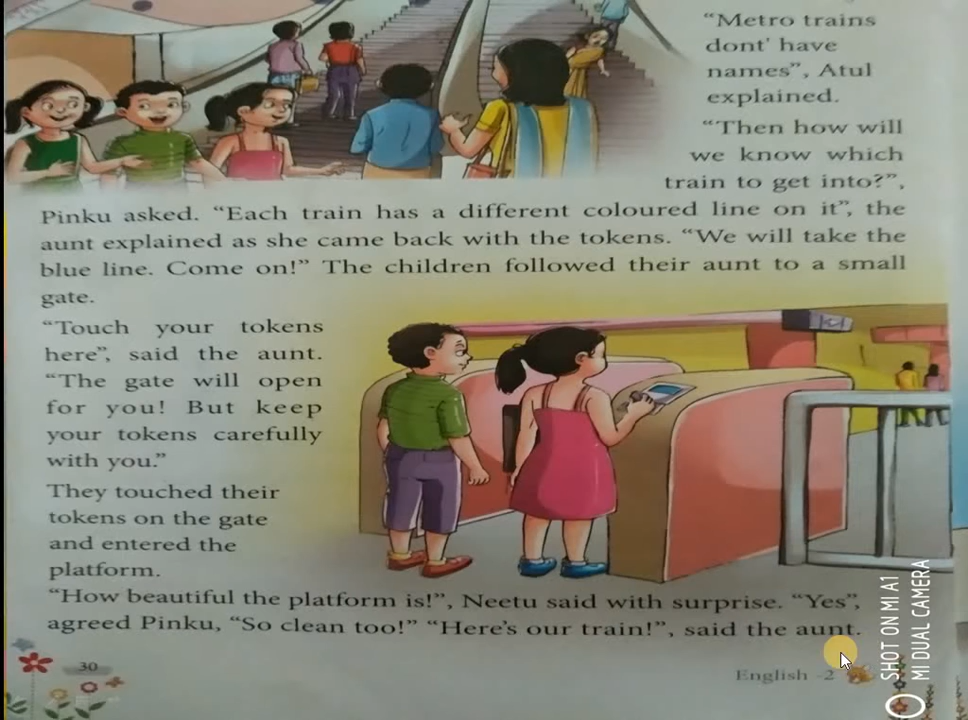 “Metro trains
dont' have
names”, Atul
explained.
“Then how will
we know which
train to get into?”,
Pinku asked. “Each train has a different coloured line on it”, the
aunt explained as she came back with the tokens. “We will take the
blue line. Come on!” The children followed their aunt to a small
gate.
“Touch your tokens
here”, said the aunt.
“The gate will open
for you! But keep
your tokens carefully
with you.”
They touched their
tokens on the gate
and entered the
platform.
“How beautiful the platform is!”, Neetu said with surprise. “Yes”,
agreed Pinku, “So clean too!” “Here's our train!”, said the aunt.
30
English -2
SHOT ON MI A1
MI DUAL CAMERA